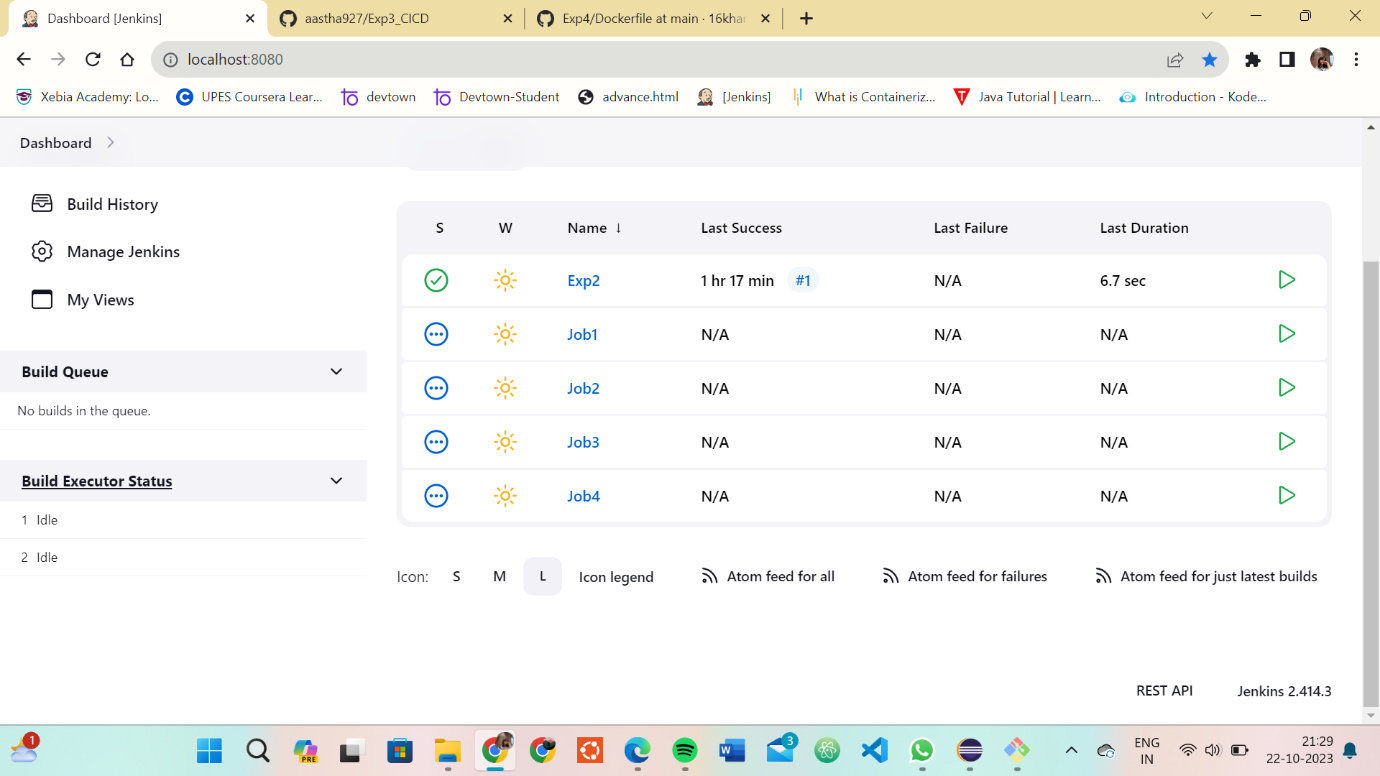 Dashboard [Jenkins]
aastha927/Exp3_CICD
Exp4/Dockerfile at main · 16khan
localhost:8080
Xebia Academy: Lo...
UPES Coursera Lear...
devtown
Devtown-Student
advance.html
[Jenkins]
What is Containeriz...
Java Tutorial | Learn...
Introduction - Kode...
Dashboard
Build History
Manage Jenkins
My Views
Build Queue
No builds in the queue.
Build Executor Status
1 Idle
2 Idle
S W Name ↓ Last Success Last Failure Last Duration
Exp2 1 hr 17 min #1 N/A 6.7 sec
Job1 N/A N/A N/A
Job2 N/A N/A N/A
Job3 N/A N/A N/A
Job4 N/A N/A N/A
Icon: S M L Icon legend Atom feed for all Atom feed for failures Atom feed for just latest builds
REST API Jenkins 2.414.3
1
PRE
3
ENG
IN
21:29
22-10-2023